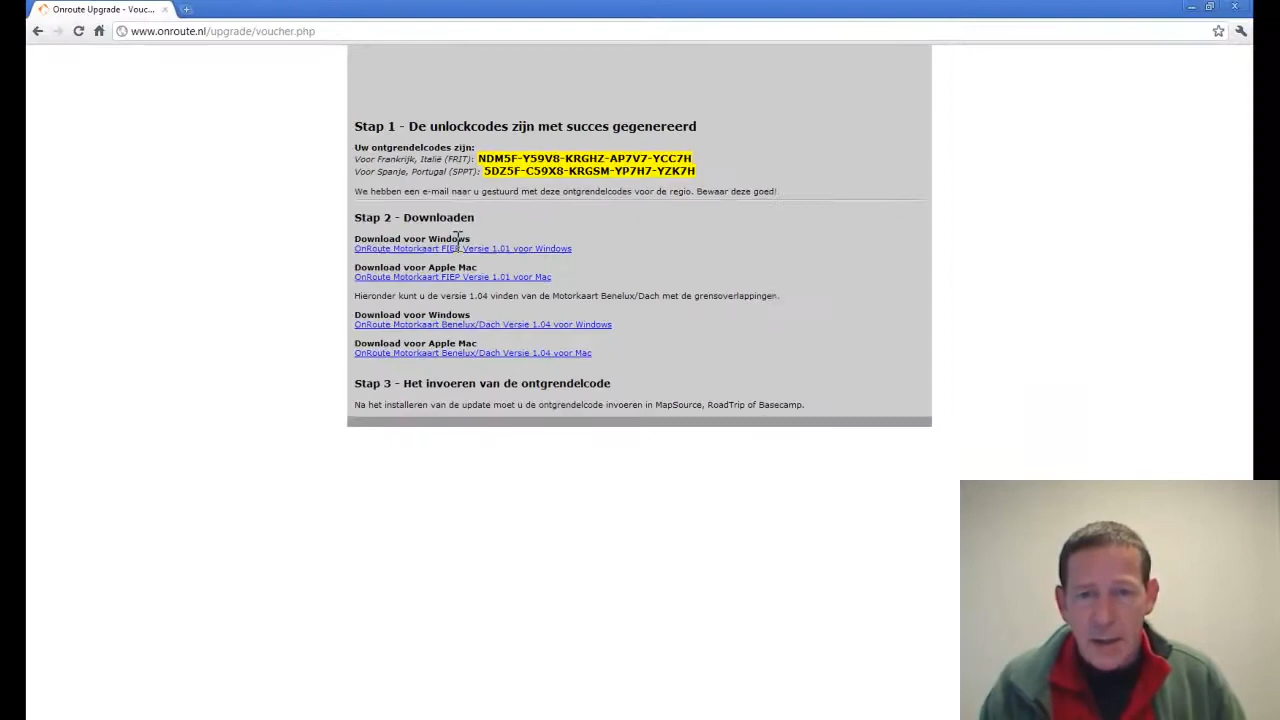 Onroute Upgrade - Vouc...
www.onroute.nl/upgrade/voucher.php
Stap 1 - De unlockcodes zijn met succes gegenereerd
Uw ontgrendelcodes zijn:
Voor Frankrijk, Italië (FRIT): NDM5F-Y59V8-KRGHZ-AP7V7-YCC7H
Voor Spanje, Portugal (SPPT): 5DZ5F-C59X8-KRGSM-YP7H7-YZK7H
We hebben een e-mail naar u gestuurd met deze ontgrendelcodes voor de regio. Bewaar deze goed!
Stap 2 - Downloaden
Download voor Windows
OnRoute Motorkaart FIEP Versie 1.01 voor Windows
Download voor Apple Mac
OnRoute Motorkaart FIEP Versie 1.01 voor Mac
Hieronder kunt u de versie 1.04 vinden van de Motorkaart Benelux/Dach met de grensoverlappingen.
Download voor Windows
OnRoute Motorkaart Benelux/Dach Versie 1.04 voor Windows
Download voor Apple Mac
OnRoute Motorkaart Benelux/Dach Versie 1.04 voor Mac
Stap 3 - Het invoeren van de ontgrendelcode
Na het installeren van de update moet u de ontgrendelcode invoeren in MapSource, RoadTrip of Basecamp.